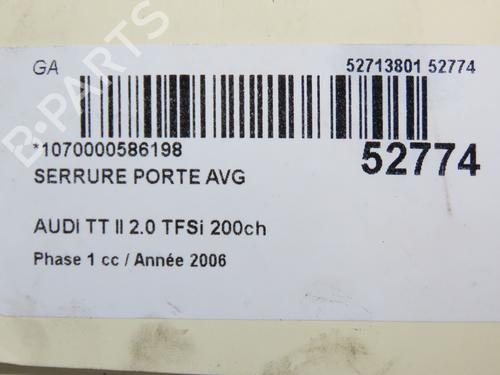 GA 52713801 52774
*1070000586198 52774
SERRURE PORTE AVG
AUDI TT II 2.0 TFSi 200ch
Phase 1 cc / Année 2006
B-PARTS